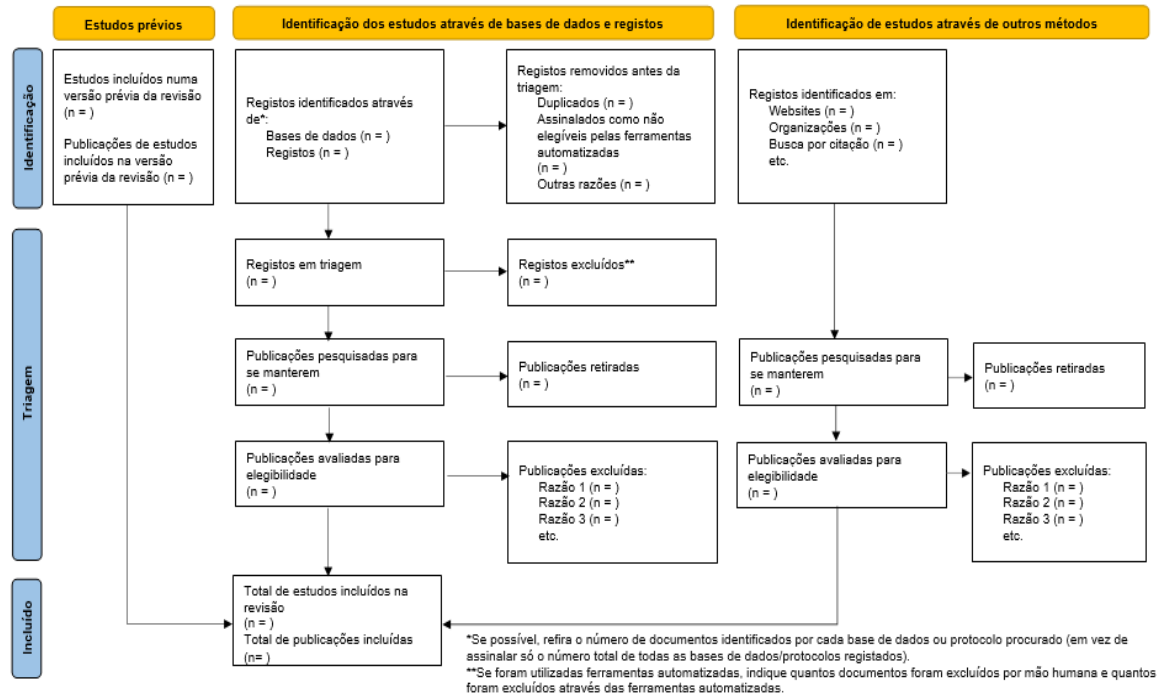 Estudos prévios
Identificação dos estudos através de bases de dados e registos
Identificação de estudos através de outros métodos
Identificação
Estudos incluídos numa
versão prévia da revisão
(n = )
Publicações de estudos
incluídos na versão
prévia da revisão (n = )
Registos identificados através
de*:
Bases de dados (n = )
Registos (n = )
Registos removidos antes da
triagem:
Duplicados (n = )
Assinalados como não
elegíveis pelas ferramentas
automatizadas
(n = )
Outras razões (n = )
Registos identificados em:
Websites (n = )
Organizações (n = )
Busca por citação (n = )
etc.
Triagem
Registos em triagem
(n = )
Registos excluídos**
(n = )
Publicações pesquisadas para
se manterem
(n = )
Publicações retiradas
(n = )
Publicações pesquisadas para
se manterem
(n = )
Publicações retiradas
(n = )
Publicações avaliadas para
elegibilidade
(n = )
Publicações excluídas:
Razão 1 (n = )
Razão 2 (n = )
Razão 3 (n = )
etc.
Publicações avaliadas para
elegibilidade
(n = )
Publicações excluídas:
Razão 1 (n = )
Razão 2 (n = )
Razão 3 (n = )
etc.
Incluído
Total de estudos incluídos na
revisão
(n = )
Total de publicações incluídas
(n= )
*Se possível, refira o número de documentos identificados por cada base de dados ou protocolo procurado (em vez de
assinalar só o número total de todas as bases de dados/protocolos registados).
**Se foram utilizadas ferramentas automatizadas, indique quantos documentos foram excluídos por mão humana e quantos
foram excluídos através das ferramentas automatizadas.